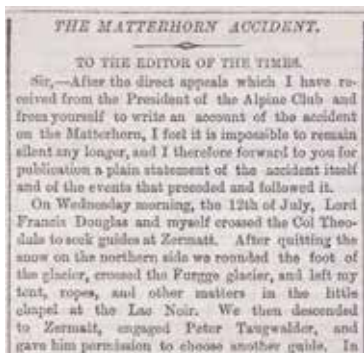 THE MATTERHORN ACCIDENT.
TO THE EDITOR OF THE TIMES.
Sir,—After the direct appeals which I have re-
ceived from the President of the Alpine Club and
from yourself to write an account of the accident
on the Matterhorn, I feel it is impossible to remain
silent any longer, and I therefore forward to you for
publication a plain statement of the accident itself
and of the events that preceded and followed it.
On Wednesday morning, the 12th of July, Lord
Francis Douglas and myself crossed the Col Theo-
dule to seek guides at Zermatt. After quitting the
snow on the northern side we rounded the foot of
the glacier, crossed the Furgge glacier, and left my
tent, ropes, and other matters in the little
chapel at the Lac Noir. We then descended
to Zermatt, engaged Peter Taugwalder, and
gave him permission to choose another guide. In